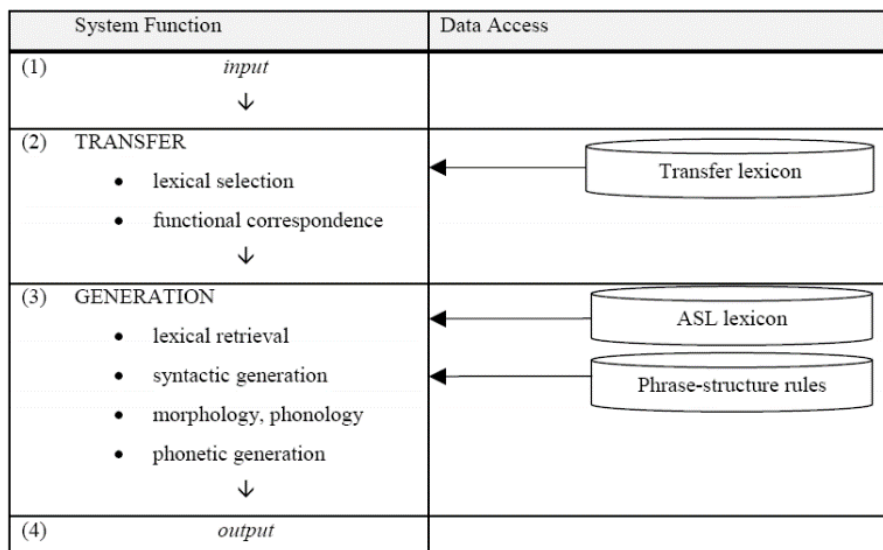 System Function Data Access
(1) input
↓
(2) TRANSFER
• lexical selection
• functional correspondence
↓
Transfer lexicon
(3) GENERATION
• lexical retrieval
• syntactic generation
• morphology, phonology
• phonetic generation
↓
ASL lexicon
Phrase-structure rules
(4) output